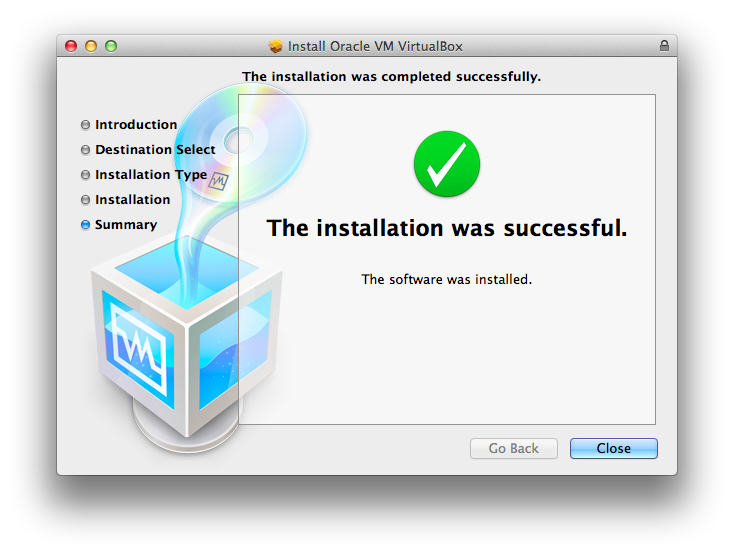 Install Oracle VM VirtualBox
The installation was completed successfully.
Introduction
Destination Select
Installation Type
Installation
Summary
The installation was successful.
The software was installed.
Go Back
Close